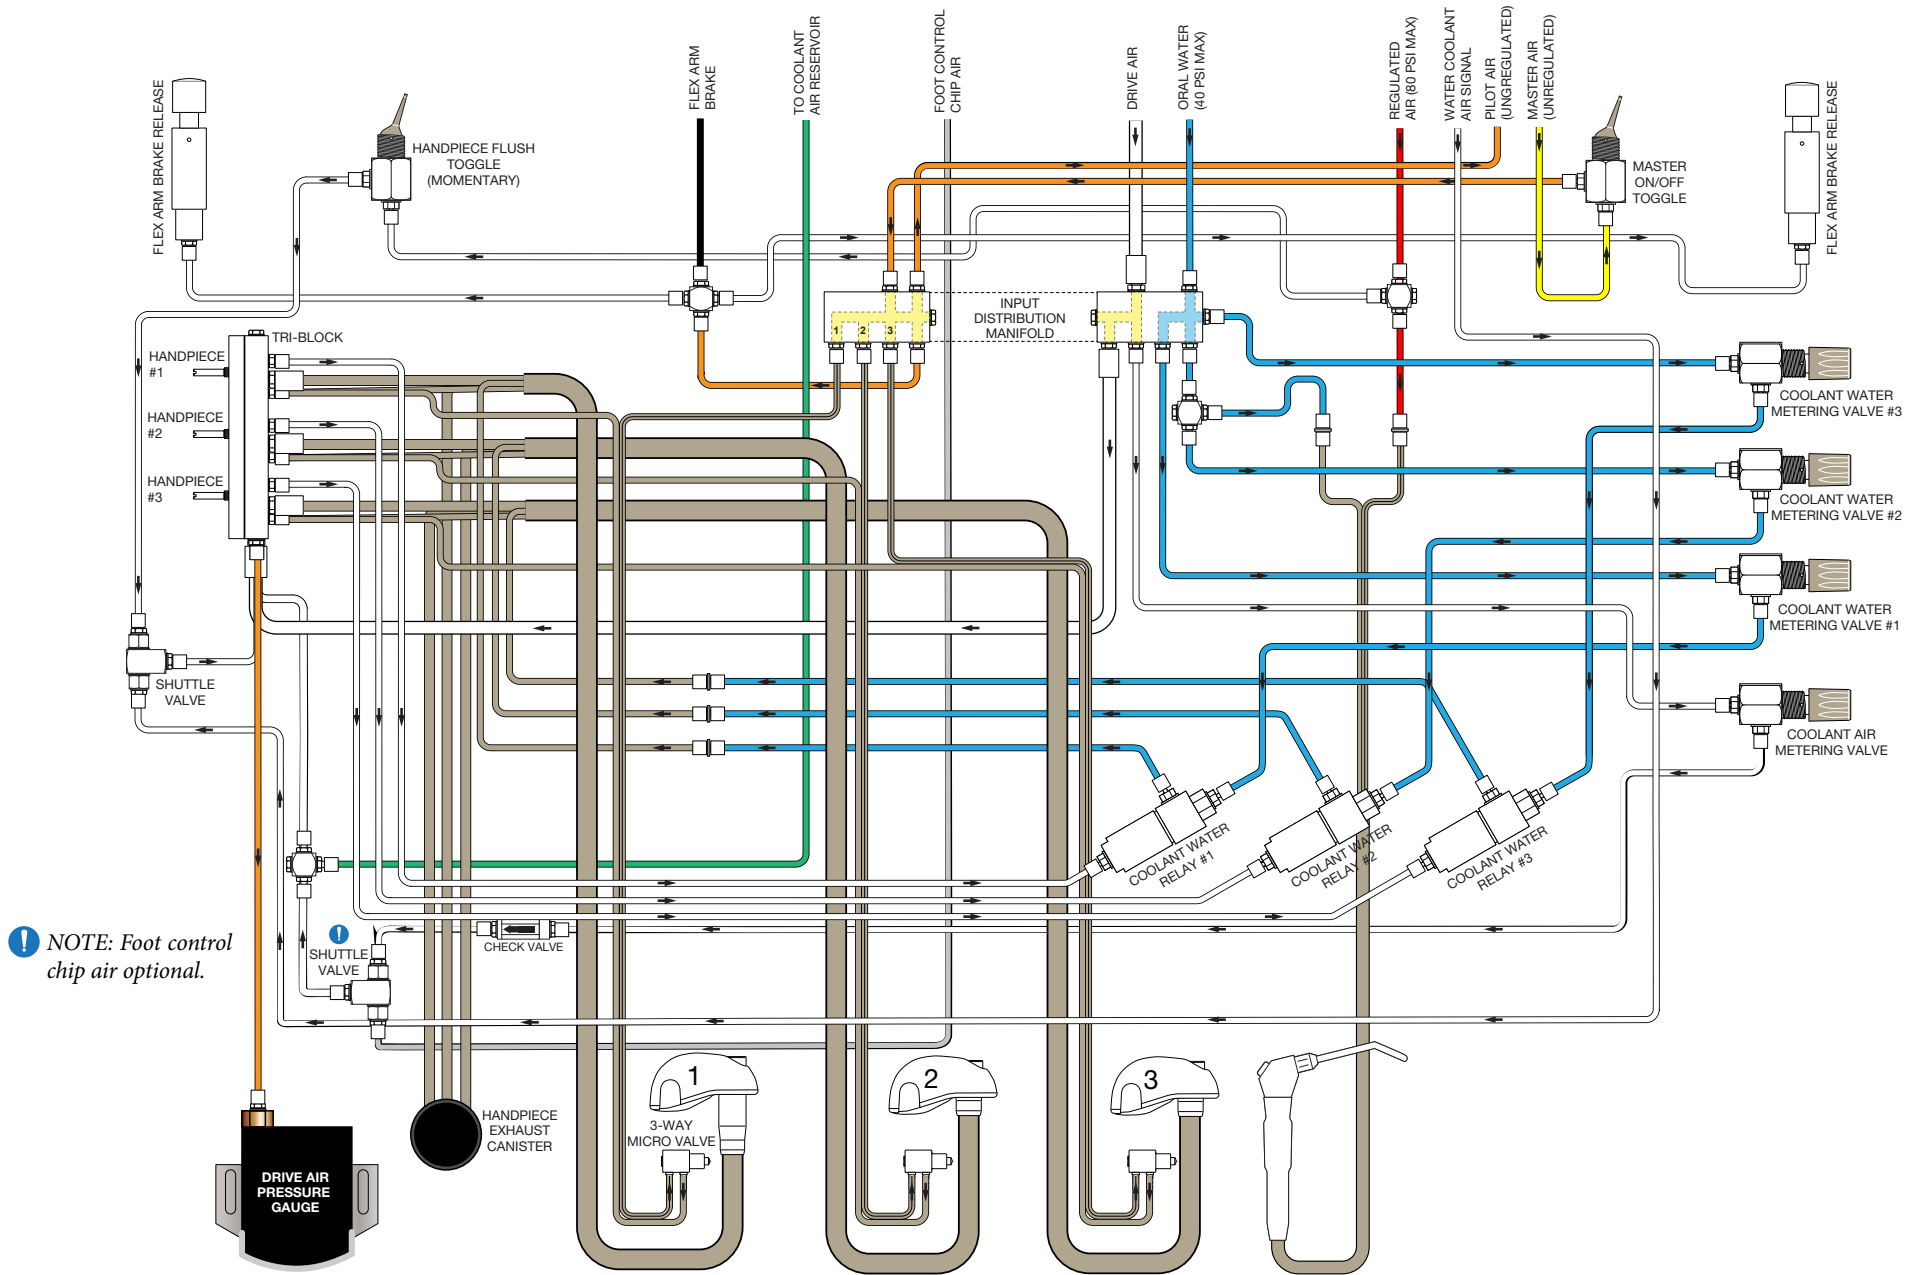 FLEX ARM BRAKE RELEASE
HANDPIECE FLUSH
TOGGLE
(MOMENTARY)
FLEX ARM
BRAKE
TO COOLANT
AIR RESERVOIR
FOOT CONTROL
CHIP AIR
DRIVE AIR
ORAL WATER
(40 PSI MAX)
REGULATED
AIR (80 PSI MAX)
WATER COOLANT
AIR SIGNAL
PILOT AIR
(UNGREGULATED)
MASTER AIR
(UNREGULATED)
MASTER
ON/OFF
TOGGLE
FLEX ARM BRAKE RELEASE
INPUT
DISTRIBUTION
MANIFOLD
1
2
3
TRI-BLOCK
HANDPIECE
#1
HANDPIECE
#2
HANDPIECE
#3
COOLANT WATER
METERING VALVE #3
COOLANT WATER
METERING VALVE #2
COOLANT WATER
METERING VALVE #1
COOLANT AIR
METERING VALVE
SHUTTLE
VALVE
COOLANT WATER
RELAY #1
COOLANT WATER
RELAY #2
COOLANT WATER
RELAY #3
! NOTE: Foot control
chip air optional.
!
SHUTTLE
VALVE
CHECK VALVE
HANDPIECE
EXHAUST
CANISTER
1
2
3
3-WAY
MICRO VALVE
DRIVE AIR
PRESSURE
GAUGE